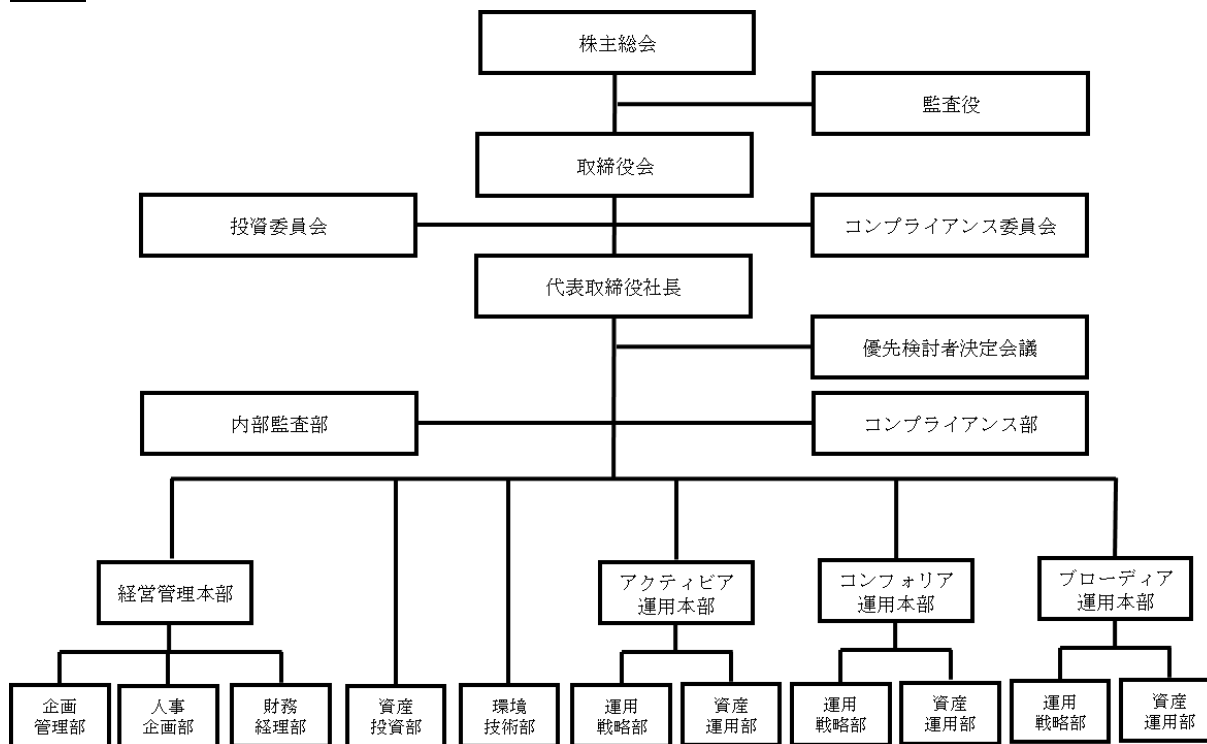 株主総会
監査役
取締役会
投資委員会
コンプライアンス委員会
代表取締役社長
優先検討者決定会議
内部監査部
コンプライアンス部
経営管理本部
アクティビア
運用本部
コンフォリア
運用本部
ブローディア
運用本部
企画
管理部
人事
企画部
財務
経理部
資産
投資部
環境
技術部
運用
戦略部
資産
運用部
運用
戦略部
資産
運用部
運用
戦略部
資産
運用部